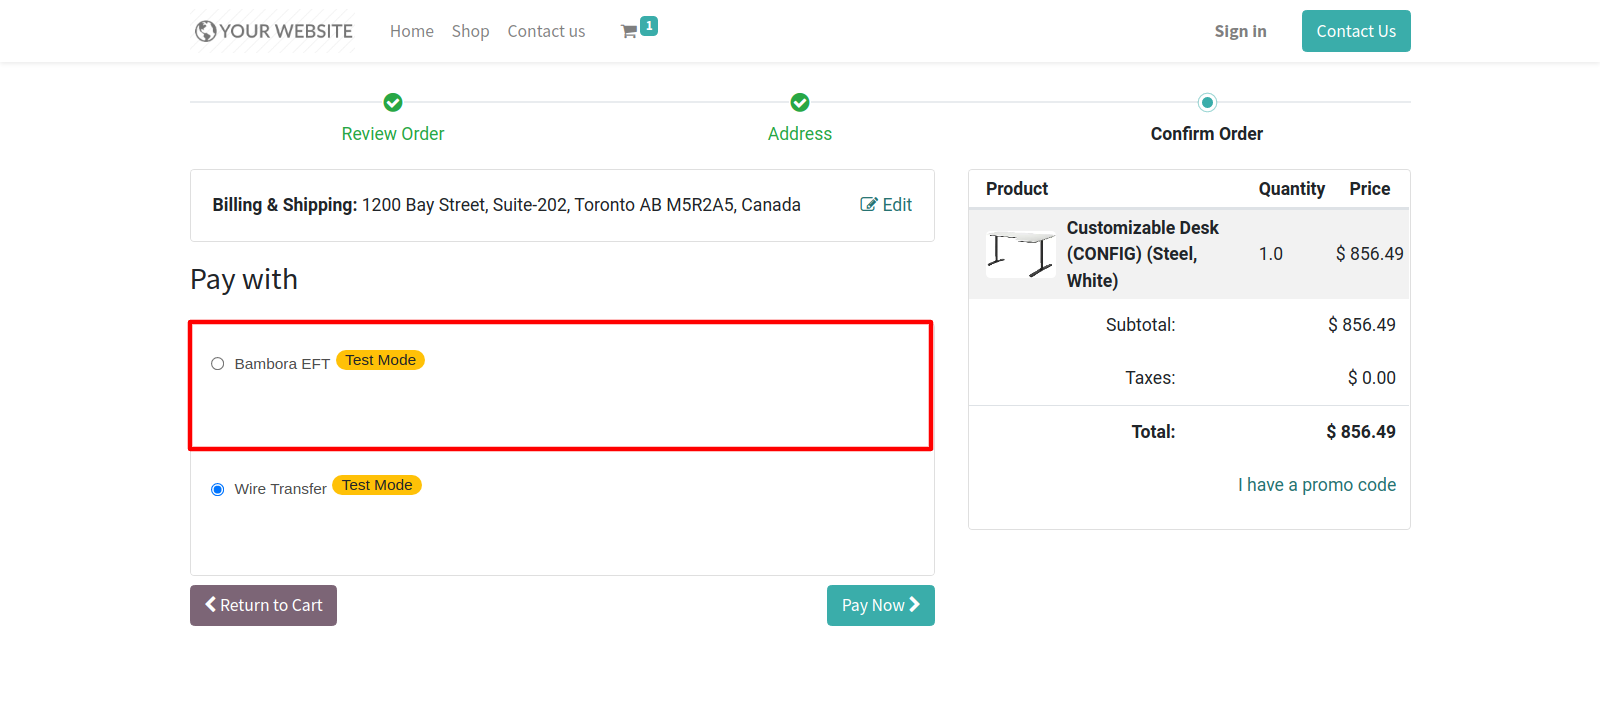 YOUR WEBSITE Home Shop Contact us 1 Sign in Contact Us
Review Order Address Confirm Order
Billing & Shipping: 1200 Bay Street, Suite-202, Toronto AB M5R2A5, Canada Edit
Pay with
Bambora EFT Test Mode
Wire Transfer Test Mode
Return to Cart Pay Now
Product Quantity Price
Customizable Desk
(CONFIG) (Steel, 1.0 $ 856.49
White)
Subtotal: $ 856.49
Taxes: $ 0.00
Total: $ 856.49
I have a promo code